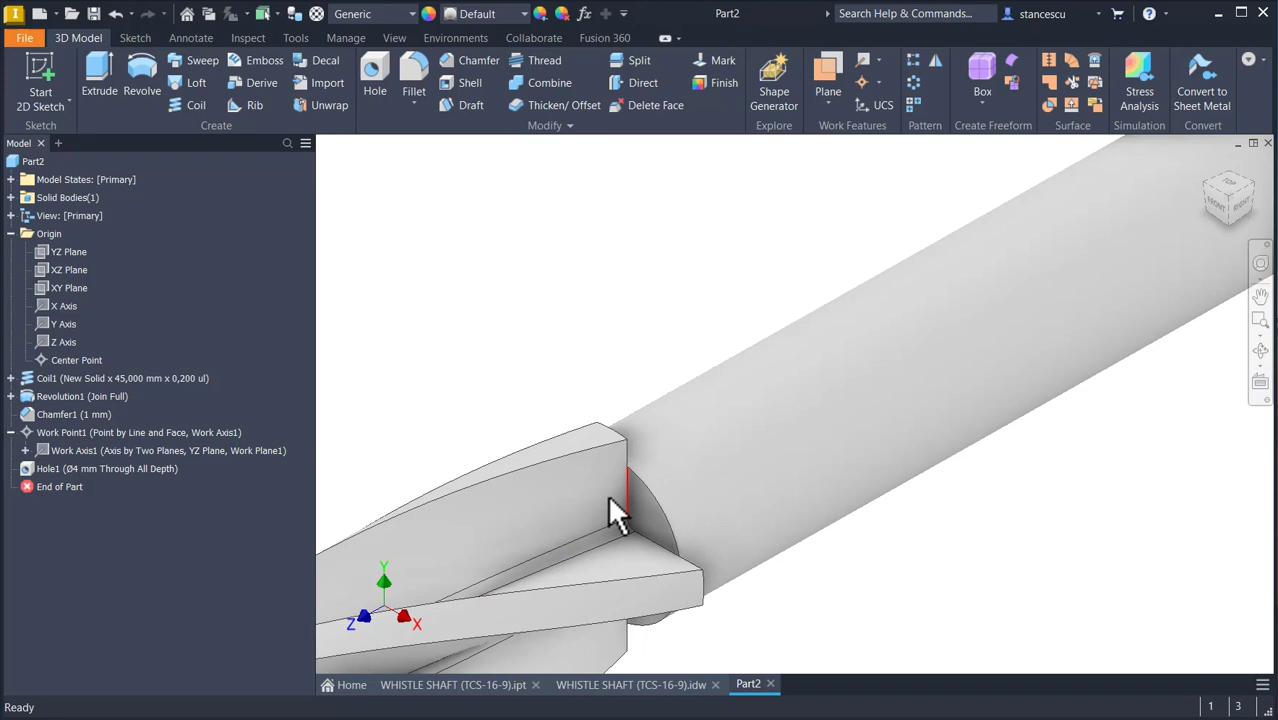 Generic
Default
Part2
Search Help & Commands...
stancescu
File
3D Model
Sketch
Annotate
Inspect
Tools
Manage
View
Environments
Collaborate
Fusion 360
Start
2D Sketch
Extrude
Revolve
Sweep
Loft
Coil
Emboss
Derive
Rib
Decal
Import
Unwrap
Hole
Fillet
Chamfer
Shell
Draft
Thread
Combine
Thicken/ Offset
Split
Direct
Delete Face
Mark
Finish
Shape
Generator
Plane
UCS
Box
Stress
Analysis
Convert to
Sheet Metal
Sketch
Create
Modify
Explore
Work Features
Pattern
Create Freeform
Surface
Simulation
Convert
Model
Part2
Model States: [Primary]
Solid Bodies(1)
View: [Primary]
Origin
YZ Plane
XZ Plane
XY Plane
X Axis
Y Axis
Z Axis
Center Point
Coil1 (New Solid x 45,000 mm x 0,200 ul)
Revolution1 (Join Full)
Chamfer1 (1 mm)
Work Point1 (Point by Line and Face, Work Axis1)
Work Axis1 (Axis by Two Planes, YZ Plane, Work Plane1)
Hole1 (Ø4 mm Through All Depth)
End of Part
TOP
FRONT
RIGHT
Y
Z
X
Home
WHISTLE SHAFT (TCS-16-9).ipt
WHISTLE SHAFT (TCS-16-9).idw
Part2
Ready
1
3